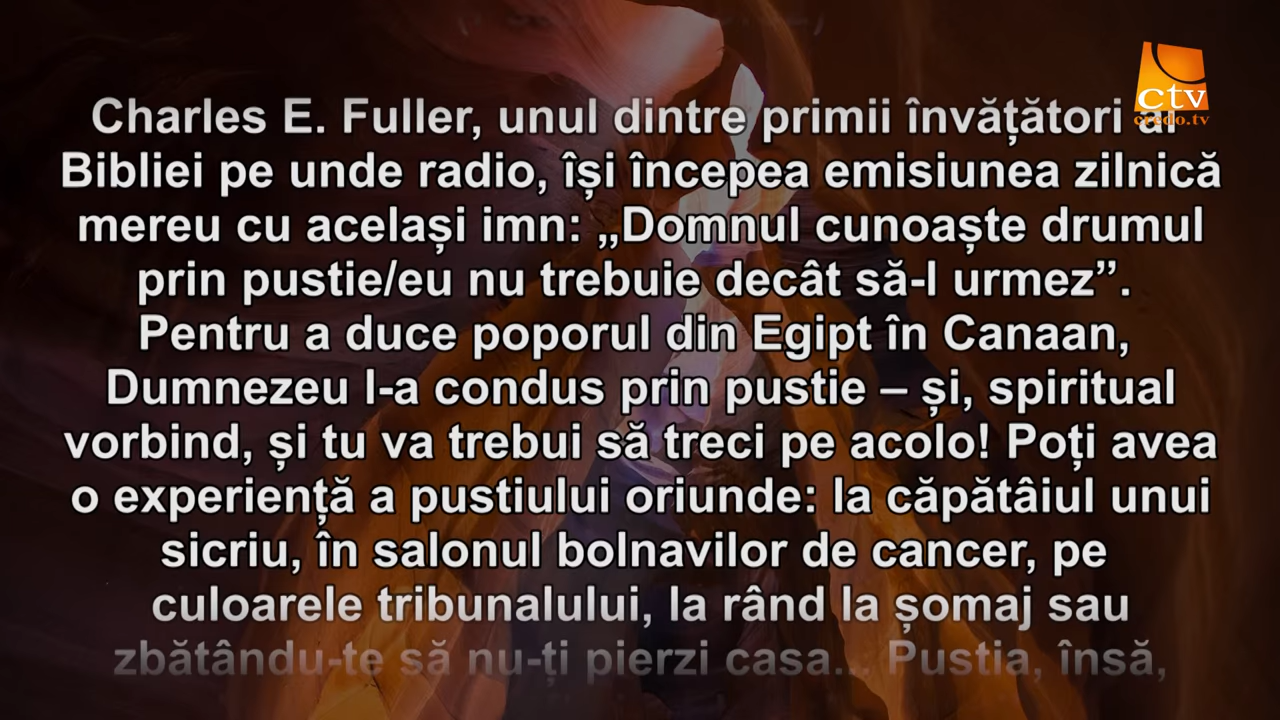 ctv
credo.tv
Charles E. Fuller, unul dintre primii învățători ai
Bibliei pe unde radio, își începea emisiunea zilnică
mereu cu același imn: „Domnul cunoaște drumul
prin pustie/eu nu trebuie decât să-l urmez”.
Pentru a duce poporul din Egipt în Canaan,
Dumnezeu l-a condus prin pustie – și, spiritual
vorbind, și tu va trebui să treci pe acolo! Poți avea
o experiență a pustiului oriunde: la căpătâiul unui
sicriu, în salonul bolnavilor de cancer, pe
culoarele tribunalului, la rând la șomaj sau
zbătându-te să nu-ți pierzi casa... Pustia, însă,